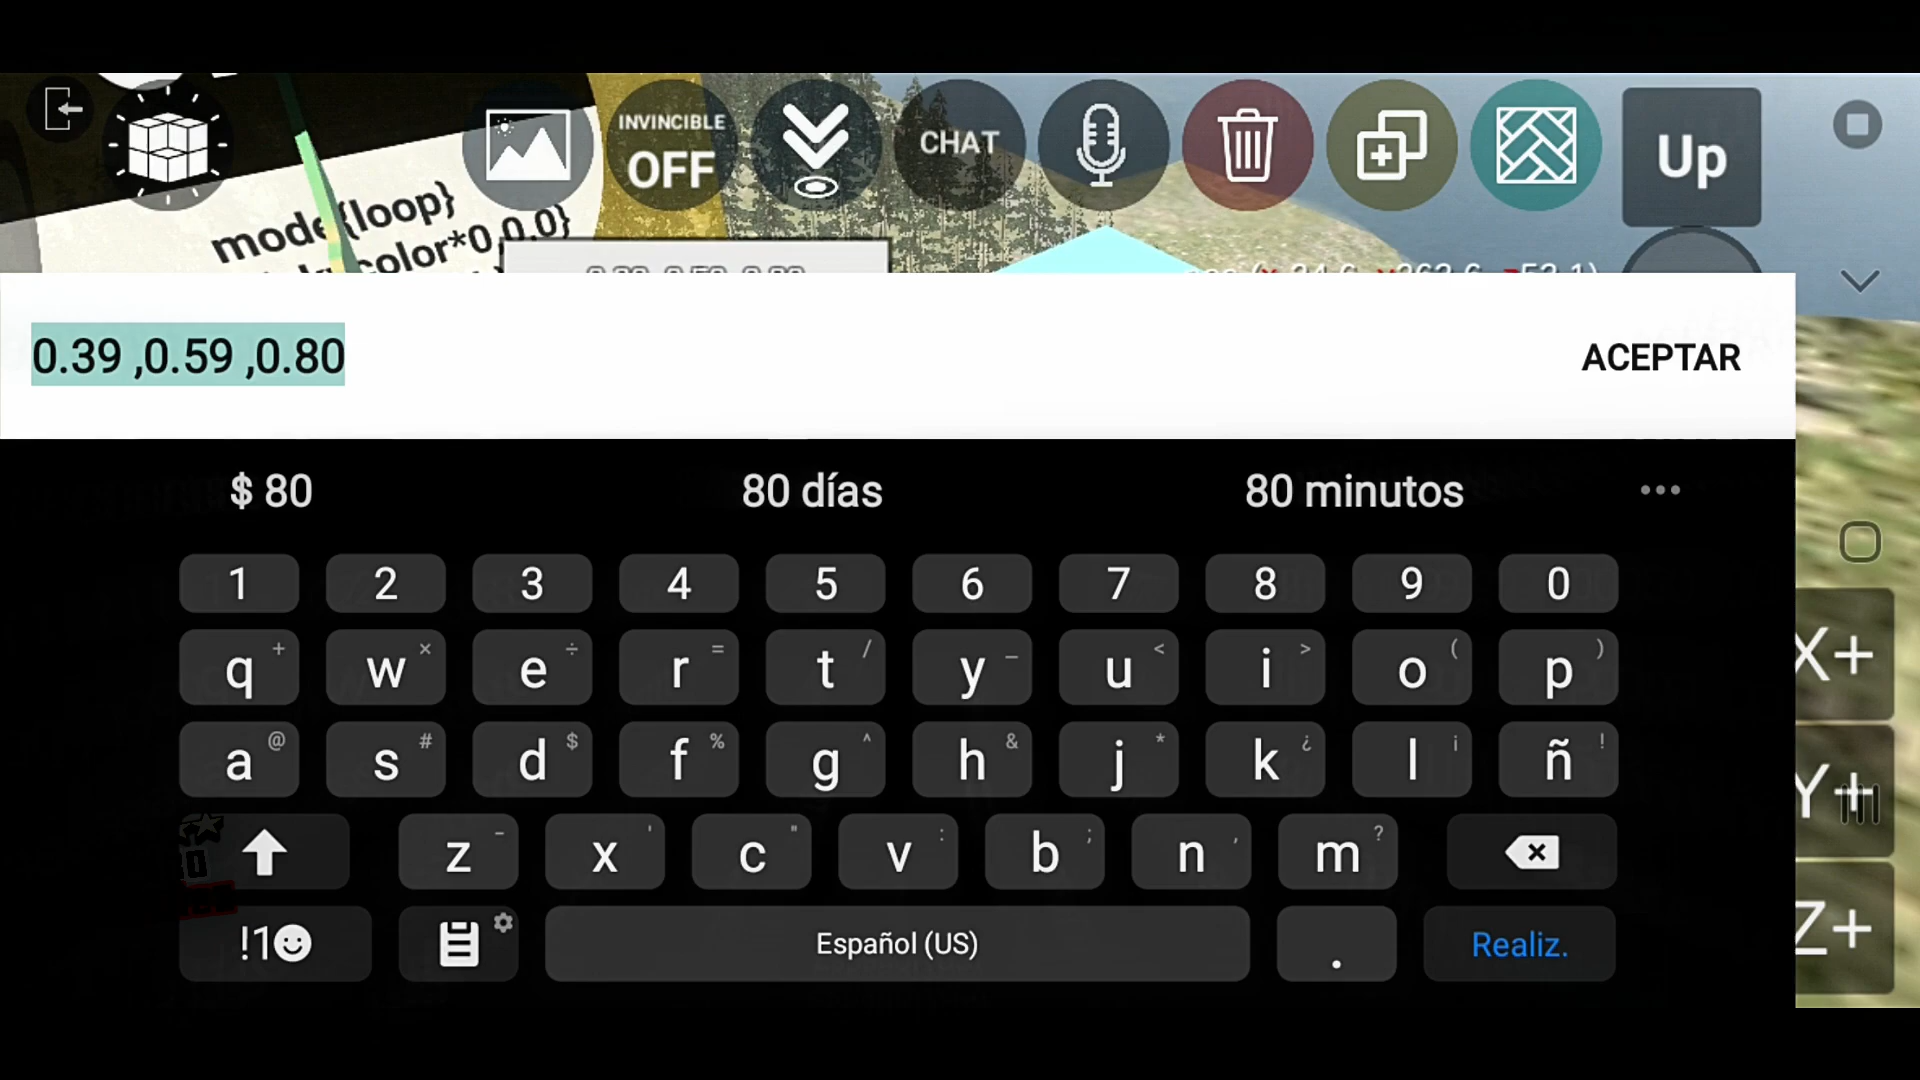 INVINCIBLE
OFF
CHAT
Up
mode{loop}
color*0,0,0}
0.39 ,0.59 ,0.80
ACEPTAR
$ 80
80 días
80 minutos
1 2 3 4 5 6 7 8 9 0
q + w × e ÷ r = t / y _ u < i > o ( p )
a @ s # d $ f % g ^ h & j * k ¿ l ¡ ñ !
z - x ' c " v : b ; n , m ?
!1
Español (US)
.
Realiz.
X+
Y+
Z+